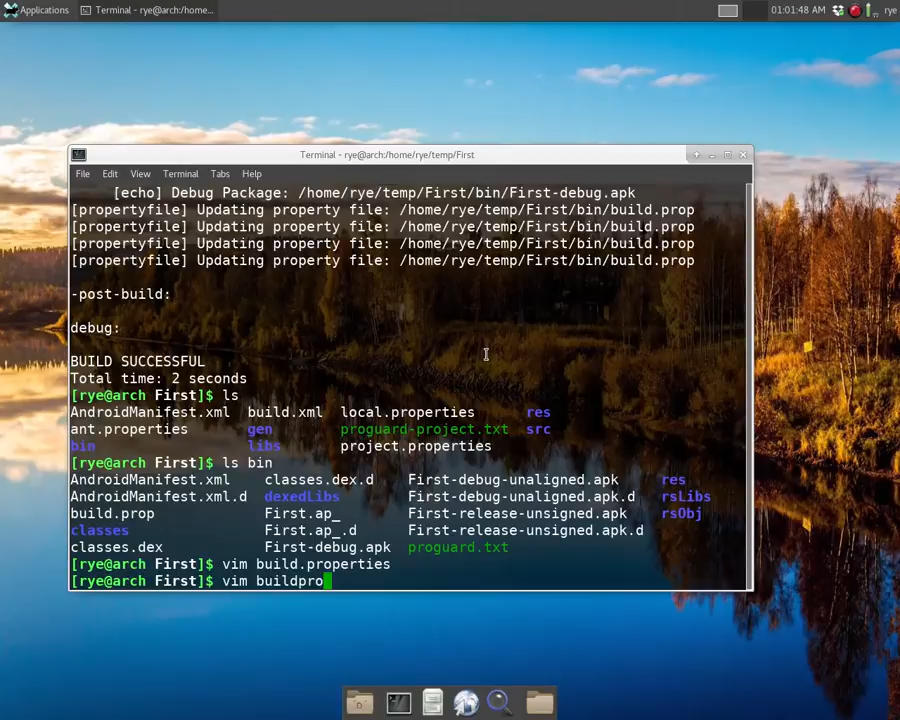 Applications Terminal - rye@arch:/home... 01:01:48 AM rye
Terminal - rye@arch:/home/rye/temp/First
File Edit View Terminal Tabs Help
[echo] Debug Package: /home/rye/temp/First/bin/First-debug.apk
[propertyfile] Updating property file: /home/rye/temp/First/bin/build.prop
[propertyfile] Updating property file: /home/rye/temp/First/bin/build.prop
[propertyfile] Updating property file: /home/rye/temp/First/bin/build.prop
[propertyfile] Updating property file: /home/rye/temp/First/bin/build.prop
-post-build:
debug:
BUILD SUCCESSFUL
Total time: 2 seconds
[rye@arch First]$ ls
AndroidManifest.xml build.xml local.properties res
ant.properties gen proguard-project.txt src
bin libs project.properties
[rye@arch First]$ ls bin
AndroidManifest.xml classes.dex.d First-debug-unaligned.apk res
AndroidManifest.xml.d dexedLibs First-debug-unaligned.apk.d rsLibs
build.prop First.ap_ First-release-unsigned.apk rsObj
classes First.ap_.d First-release-unsigned.apk.d
classes.dex First-debug.apk proguard.txt
[rye@arch First]$ vim build.properties
[rye@arch First]$ vim buildpro